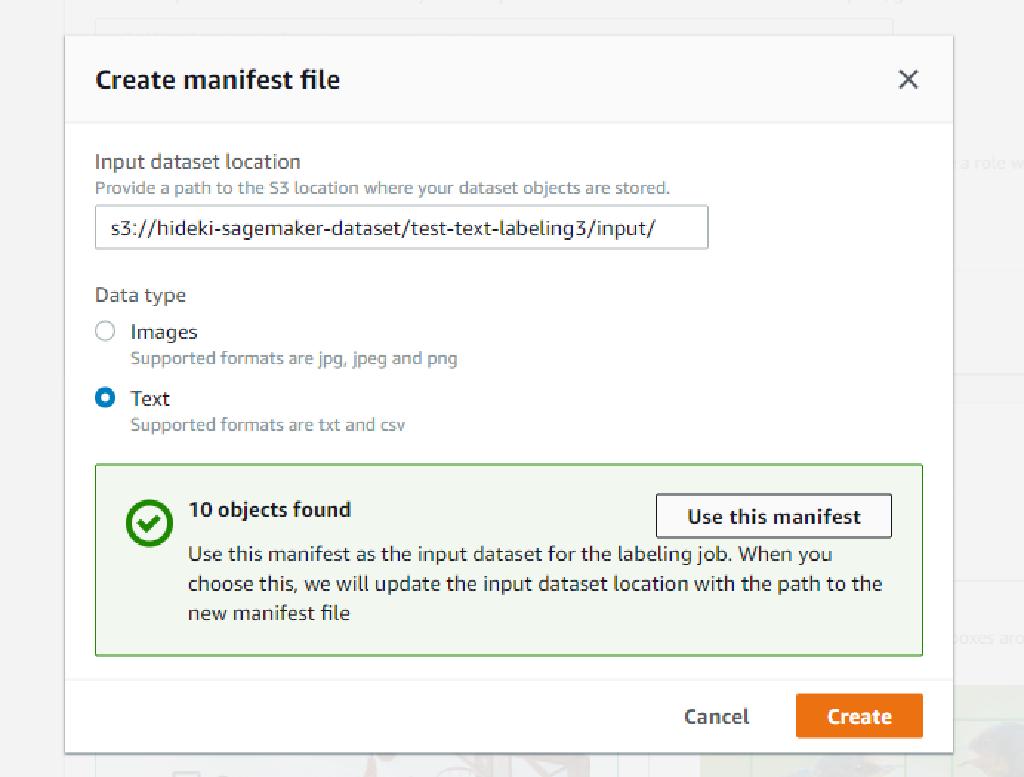 Create manifest file
Input dataset location
Provide a path to the S3 location where your dataset objects are stored.
s3://hideki-sagemaker-dataset/test-text-labeling3/input/
Data type
Images
Supported formats are jpg, jpeg and png
Text
Supported formats are txt and csv
10 objects found
Use this manifest
Use this manifest as the input dataset for the labeling job. When you
choose this, we will update the input dataset location with the path to the
new manifest file
Cancel
Create
a role w
boxes aro